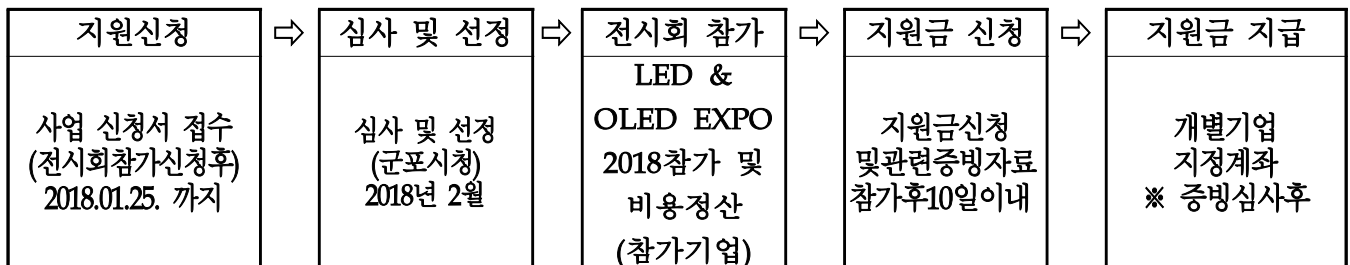 지원신청 ⇨ 심사 및 선정 ⇨ 전시회 참가 ⇨ 지원금 신청 ⇨ 지원금 지급
사업 신청서 접수
(전시회참가신청후)
2018.01.25. 까지
심사 및 선정
(군포시청)
2018년 2월
LED &
OLED EXPO
2018참가 및
비용정산
(참가기업)
지원금신청
및관련증빙자료
참가후10일이내
개별기업
지정계좌
※ 증빙심사후